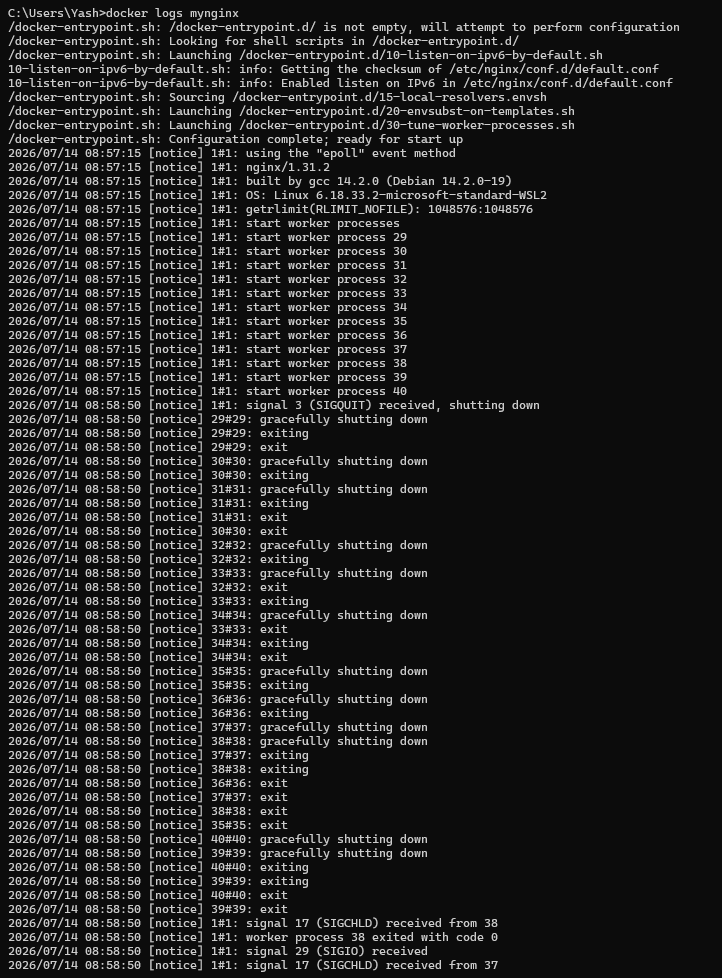 C:\Users\Yash>docker logs mynginx
/docker-entrypoint.sh: /docker-entrypoint.d/ is not empty, will attempt to perform configuration
/docker-entrypoint.sh: Looking for shell scripts in /docker-entrypoint.d/
/docker-entrypoint.sh: Launching /docker-entrypoint.d/10-listen-on-ipv6-by-default.sh
10-listen-on-ipv6-by-default.sh: info: Getting the checksum of /etc/nginx/conf.d/default.conf
10-listen-on-ipv6-by-default.sh: info: Enabled listen on IPv6 in /etc/nginx/conf.d/default.conf
/docker-entrypoint.sh: Sourcing /docker-entrypoint.d/15-local-resolvers.envsh
/docker-entrypoint.sh: Launching /docker-entrypoint.d/20-envsubst-on-templates.sh
/docker-entrypoint.sh: Launching /docker-entrypoint.d/30-tune-worker-processes.sh
/docker-entrypoint.sh: Configuration complete; ready for start up
2026/07/14 08:57:15 [notice] 1#1: using the "epoll" event method
2026/07/14 08:57:15 [notice] 1#1: nginx/1.31.2
2026/07/14 08:57:15 [notice] 1#1: built by gcc 14.2.0 (Debian 14.2.0-19)
2026/07/14 08:57:15 [notice] 1#1: OS: Linux 6.18.33.2-microsoft-standard-WSL2
2026/07/14 08:57:15 [notice] 1#1: getrlimit(RLIMIT_NOFILE): 1048576:1048576
2026/07/14 08:57:15 [notice] 1#1: start worker processes
2026/07/14 08:57:15 [notice] 1#1: start worker process 29
2026/07/14 08:57:15 [notice] 1#1: start worker process 30
2026/07/14 08:57:15 [notice] 1#1: start worker process 31
2026/07/14 08:57:15 [notice] 1#1: start worker process 32
2026/07/14 08:57:15 [notice] 1#1: start worker process 33
2026/07/14 08:57:15 [notice] 1#1: start worker process 34
2026/07/14 08:57:15 [notice] 1#1: start worker process 35
2026/07/14 08:57:15 [notice] 1#1: start worker process 36
2026/07/14 08:57:15 [notice] 1#1: start worker process 37
2026/07/14 08:57:15 [notice] 1#1: start worker process 38
2026/07/14 08:57:15 [notice] 1#1: start worker process 39
2026/07/14 08:57:15 [notice] 1#1: start worker process 40
2026/07/14 08:58:50 [notice] 1#1: signal 3 (SIGQUIT) received, shutting down
2026/07/14 08:58:50 [notice] 29#29: gracefully shutting down
2026/07/14 08:58:50 [notice] 29#29: exiting
2026/07/14 08:58:50 [notice] 29#29: exit
2026/07/14 08:58:50 [notice] 30#30: gracefully shutting down
2026/07/14 08:58:50 [notice] 30#30: exiting
2026/07/14 08:58:50 [notice] 31#31: gracefully shutting down
2026/07/14 08:58:50 [notice] 31#31: exiting
2026/07/14 08:58:50 [notice] 31#31: exit
2026/07/14 08:58:50 [notice] 30#30: exit
2026/07/14 08:58:50 [notice] 32#32: gracefully shutting down
2026/07/14 08:58:50 [notice] 32#32: exiting
2026/07/14 08:58:50 [notice] 33#33: gracefully shutting down
2026/07/14 08:58:50 [notice] 32#32: exit
2026/07/14 08:58:50 [notice] 33#33: exiting
2026/07/14 08:58:50 [notice] 34#34: gracefully shutting down
2026/07/14 08:58:50 [notice] 33#33: exit
2026/07/14 08:58:50 [notice] 34#34: exiting
2026/07/14 08:58:50 [notice] 34#34: exit
2026/07/14 08:58:50 [notice] 35#35: gracefully shutting down
2026/07/14 08:58:50 [notice] 35#35: exiting
2026/07/14 08:58:50 [notice] 36#36: gracefully shutting down
2026/07/14 08:58:50 [notice] 36#36: exiting
2026/07/14 08:58:50 [notice] 37#37: gracefully shutting down
2026/07/14 08:58:50 [notice] 38#38: gracefully shutting down
2026/07/14 08:58:50 [notice] 37#37: exiting
2026/07/14 08:58:50 [notice] 38#38: exiting
2026/07/14 08:58:50 [notice] 36#36: exit
2026/07/14 08:58:50 [notice] 37#37: exit
2026/07/14 08:58:50 [notice] 38#38: exit
2026/07/14 08:58:50 [notice] 35#35: exit
2026/07/14 08:58:50 [notice] 40#40: gracefully shutting down
2026/07/14 08:58:50 [notice] 39#39: gracefully shutting down
2026/07/14 08:58:50 [notice] 40#40: exiting
2026/07/14 08:58:50 [notice] 39#39: exiting
2026/07/14 08:58:50 [notice] 40#40: exit
2026/07/14 08:58:50 [notice] 39#39: exit
2026/07/14 08:58:50 [notice] 1#1: signal 17 (SIGCHLD) received from 38
2026/07/14 08:58:50 [notice] 1#1: worker process 38 exited with code 0
2026/07/14 08:58:50 [notice] 1#1: signal 29 (SIGIO) received
2026/07/14 08:58:50 [notice] 1#1: signal 17 (SIGCHLD) received from 37